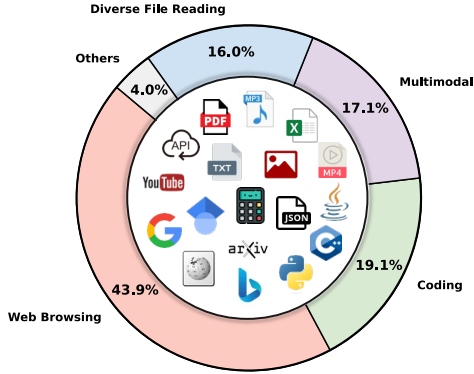 Diverse File Reading
16.0%
Others
4.0%
Multimodal
17.1%
MP3
PDF
X
API
TXT
MP4
YouTube
JSON
G
C++
19.1%
Coding
arXiv
W
b
43.9%
Web Browsing